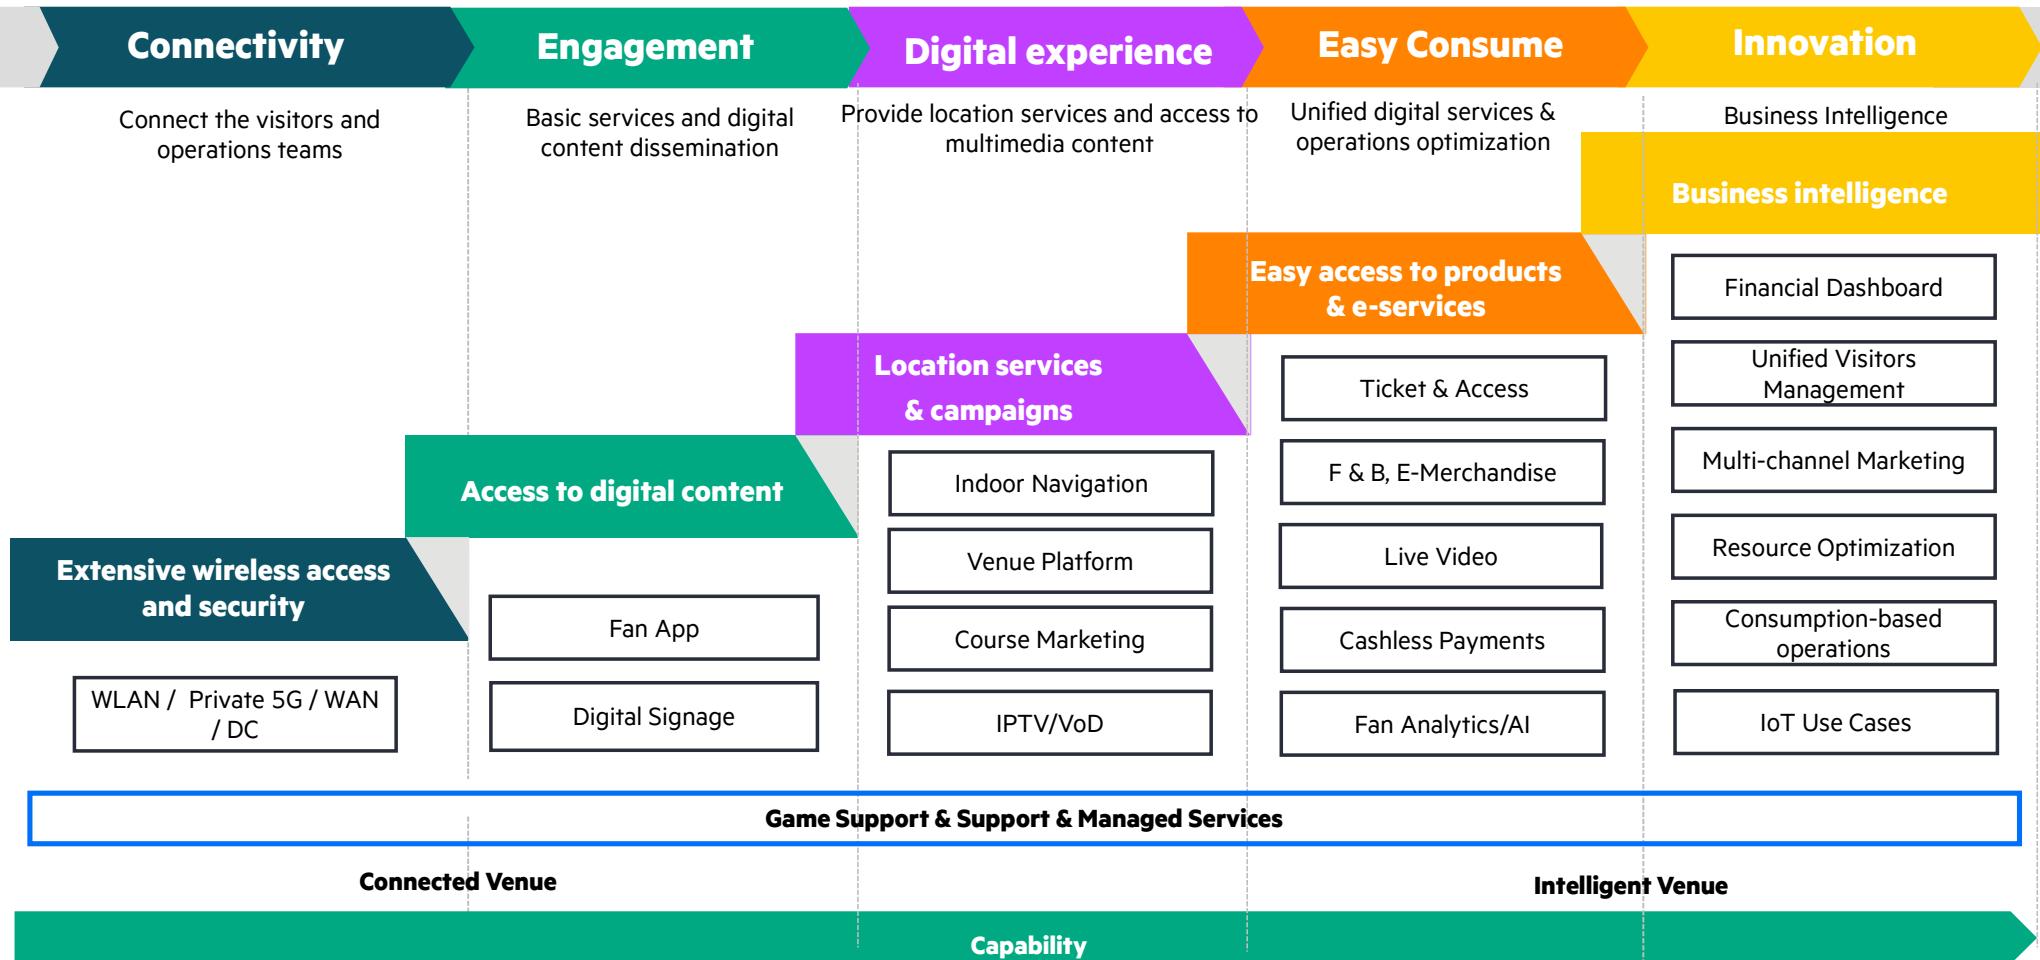 Connectivity
Engagement
Digital experience
Easy Consume
Innovation
Connect the visitors and
operations teams
Basic services and digital
content dissemination
Provide location services and access to
multimedia content
Unified digital services &
operations optimization
Business Intelligence
Business intelligence
Easy access to products
& e-services
Location services
& campaigns
Access to digital content
Extensive wireless access
and security
WLAN /  Private 5G / WAN
/ DC
Fan App
Digital Signage
Indoor Navigation
Venue Platform
Course Marketing
IPTV/VoD
Ticket & Access
F & B, E-Merchandise
Live Video
Cashless Payments
Fan Analytics/AI
Financial Dashboard
Unified Visitors
Management
Multi-channel Marketing
Resource Optimization
Consumption-based
operations
IoT Use Cases
Game Support & Support & Managed Services
Connected Venue
Intelligent Venue
Capability